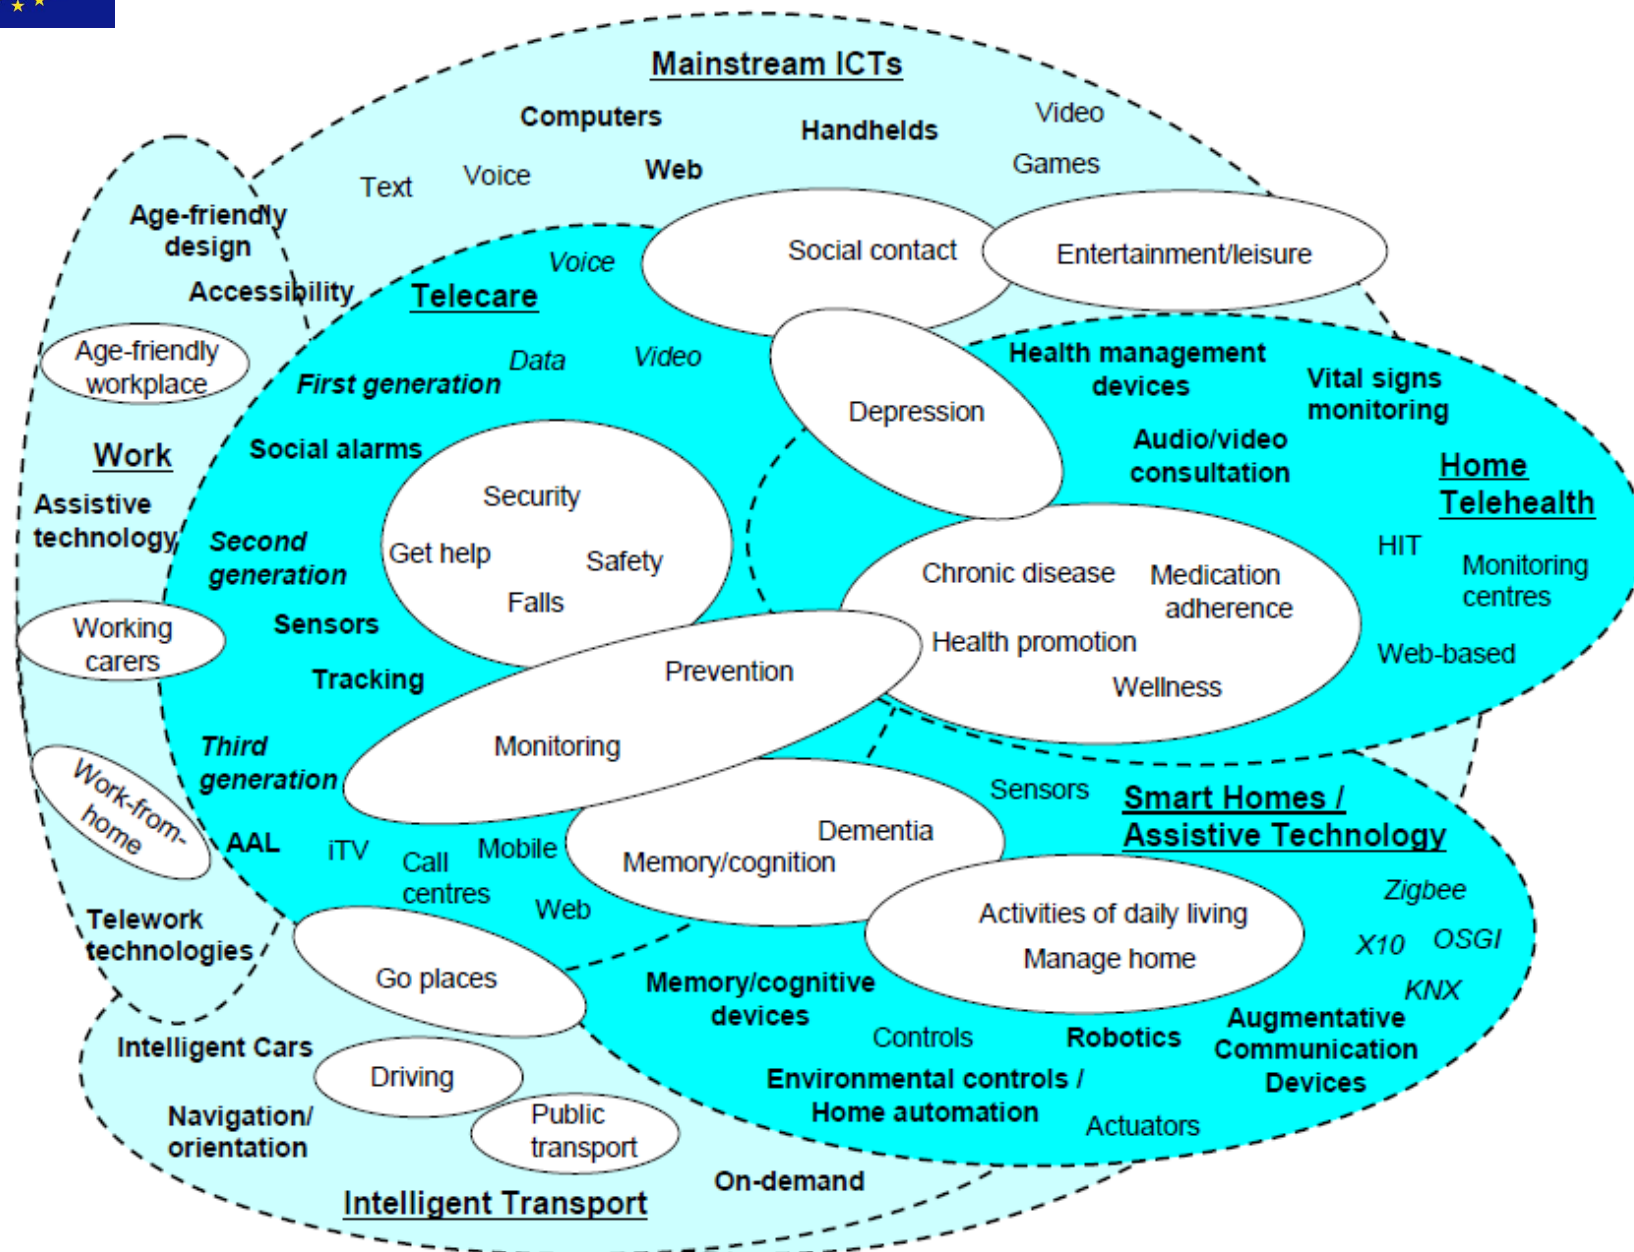 Mainstream ICTs
Computers
Handhelds
Video
Text
Voice
Web
Games
Age-friendly
design
Accessibility
Age-friendly
workplace
Work
Assistive
technology
Working
carers
Work-from-
home
Telework
technologies
Voice
Telecare
Data
Video
First generation
Social alarms
Second
generation
Sensors
Tracking
Third
generation
AAL
iTV
Call
centres
Mobile
Web
Social contact
Entertainment/leisure
Depression
Security
Get help
Safety
Falls
Prevention
Monitoring
Health management
devices
Vital signs
monitoring
Audio/video
consultation
Home
Telehealth
HIT
Monitoring
centres
Web-based
Chronic disease
Medication
adherence
Health promotion
Wellness
Dementia
Memory/cognition
Sensors
Smart Homes /
Assistive Technology
Activities of daily living
Manage home
Zigbee
X10
OSGI
KNX
Memory/cognitive
devices
Controls
Robotics
Augmentative
Communication
Devices
Environmental controls /
Home automation
Actuators
Go places
Intelligent Cars
Driving
Navigation/
orientation
Public
transport
On-demand
Intelligent Transport